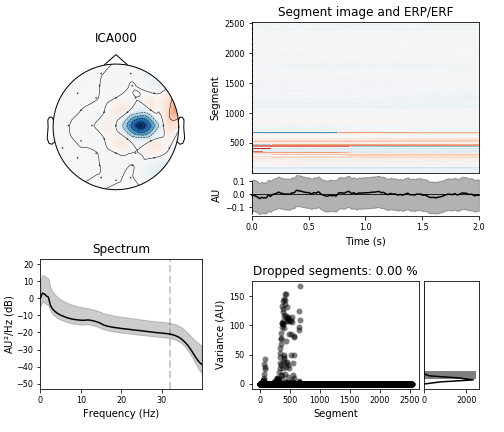 ICA000
Segment image and ERP/ERF
2500
2000
1500
1000
500
Segment
0.1
0.0
−0.1
AU
0.0 0.5 1.0 1.5 2.0
Time (s)
Spectrum
20
10
0
−10
−20
−30
−40
−50
AU²/Hz (dB)
0 10 20 30
Frequency (Hz)
Dropped segments: 0.00 %
150
100
50
0
Variance (AU)
0 500 1000 1500 2000 2500
Segment
0 2000